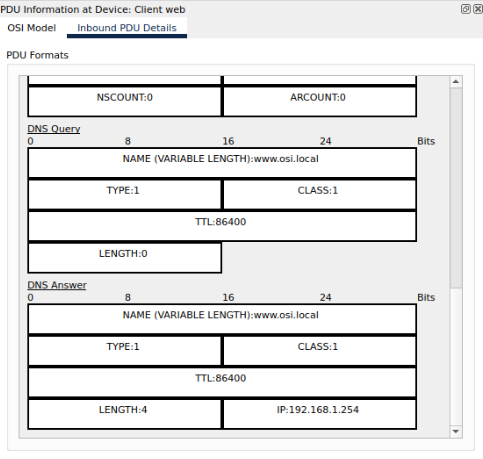 PDU Information at Device: Client web
OSI Model Inbound PDU Details
PDU Formats
NSCOUNT:0 ARCOUNT:0
DNS Query
0 8 16 24 Bits
NAME (VARIABLE LENGTH):www.osi.local
TYPE:1 CLASS:1
TTL:86400
LENGTH:0
DNS Answer
0 8 16 24 Bits
NAME (VARIABLE LENGTH):www.osi.local
TYPE:1 CLASS:1
TTL:86400
LENGTH:4 IP:192.168.1.254